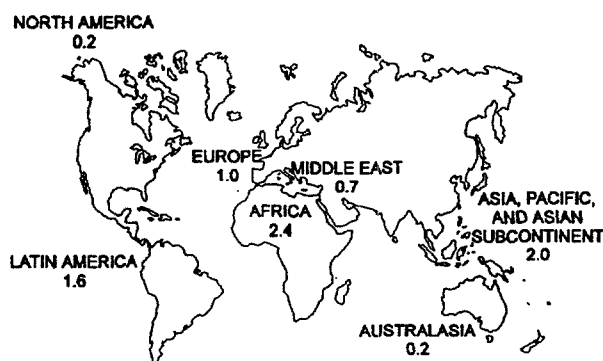 NORTH AMERICA
0.2
EUROPE
1.0
MIDDLE EAST
0.7
AFRICA
2.4
ASIA, PACIFIC,
AND ASIAN
SUBCONTINENT
2.0
LATIN AMERICA
1.6
AUSTRALASIA
0.2